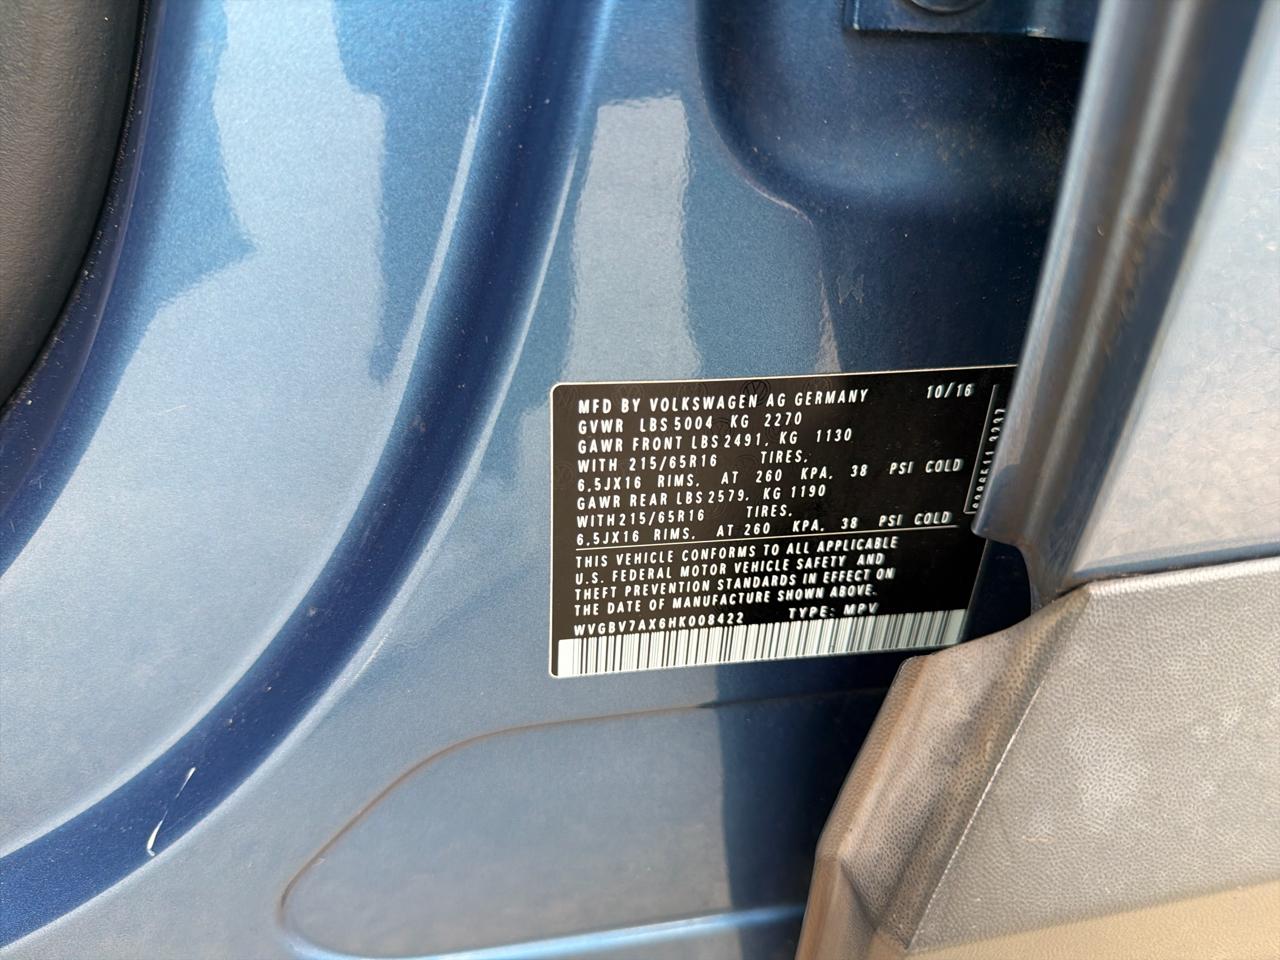 MFD BY VOLKSWAGEN AG GERMANY 10/16
GVWR LBS 5004 KG 2270
GAWR FRONT LBS 2491, KG 1130
WITH 215/65R16 TIRES,
6,5JX16 RIMS, AT 260 KPA, 38 PSI COLD
GAWR REAR LBS 2579, KG 1190
WITH 215/65R16 TIRES,
6,5JX16 RIMS, AT 260 KPA, 38 PSI COLD
THIS VEHICLE CONFORMS TO ALL APPLICABLE
U.S. FEDERAL MOTOR VEHICLE SAFETY AND
THEFT PREVENTION STANDARDS IN EFFECT ON
THE DATE OF MANUFACTURE SHOWN ABOVE.
WVGBV7AX6HK008422 TYPE: MPV